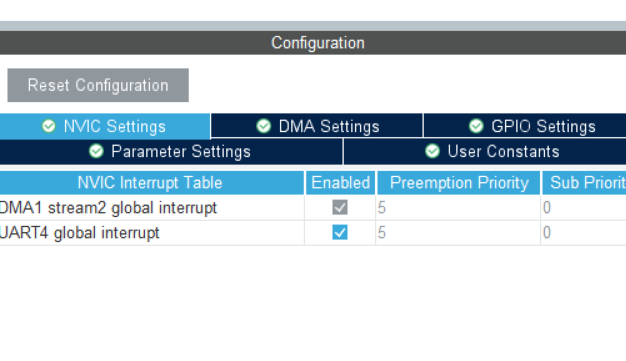 Configuration
Reset Configuration
NVIC Settings DMA Settings GPIO Settings
Parameter Settings User Constants
NVIC Interrupt Table Enabled Preemption Priority Sub Priorit
DMA1 stream2 global interrupt 5 0
UART4 global interrupt 5 0